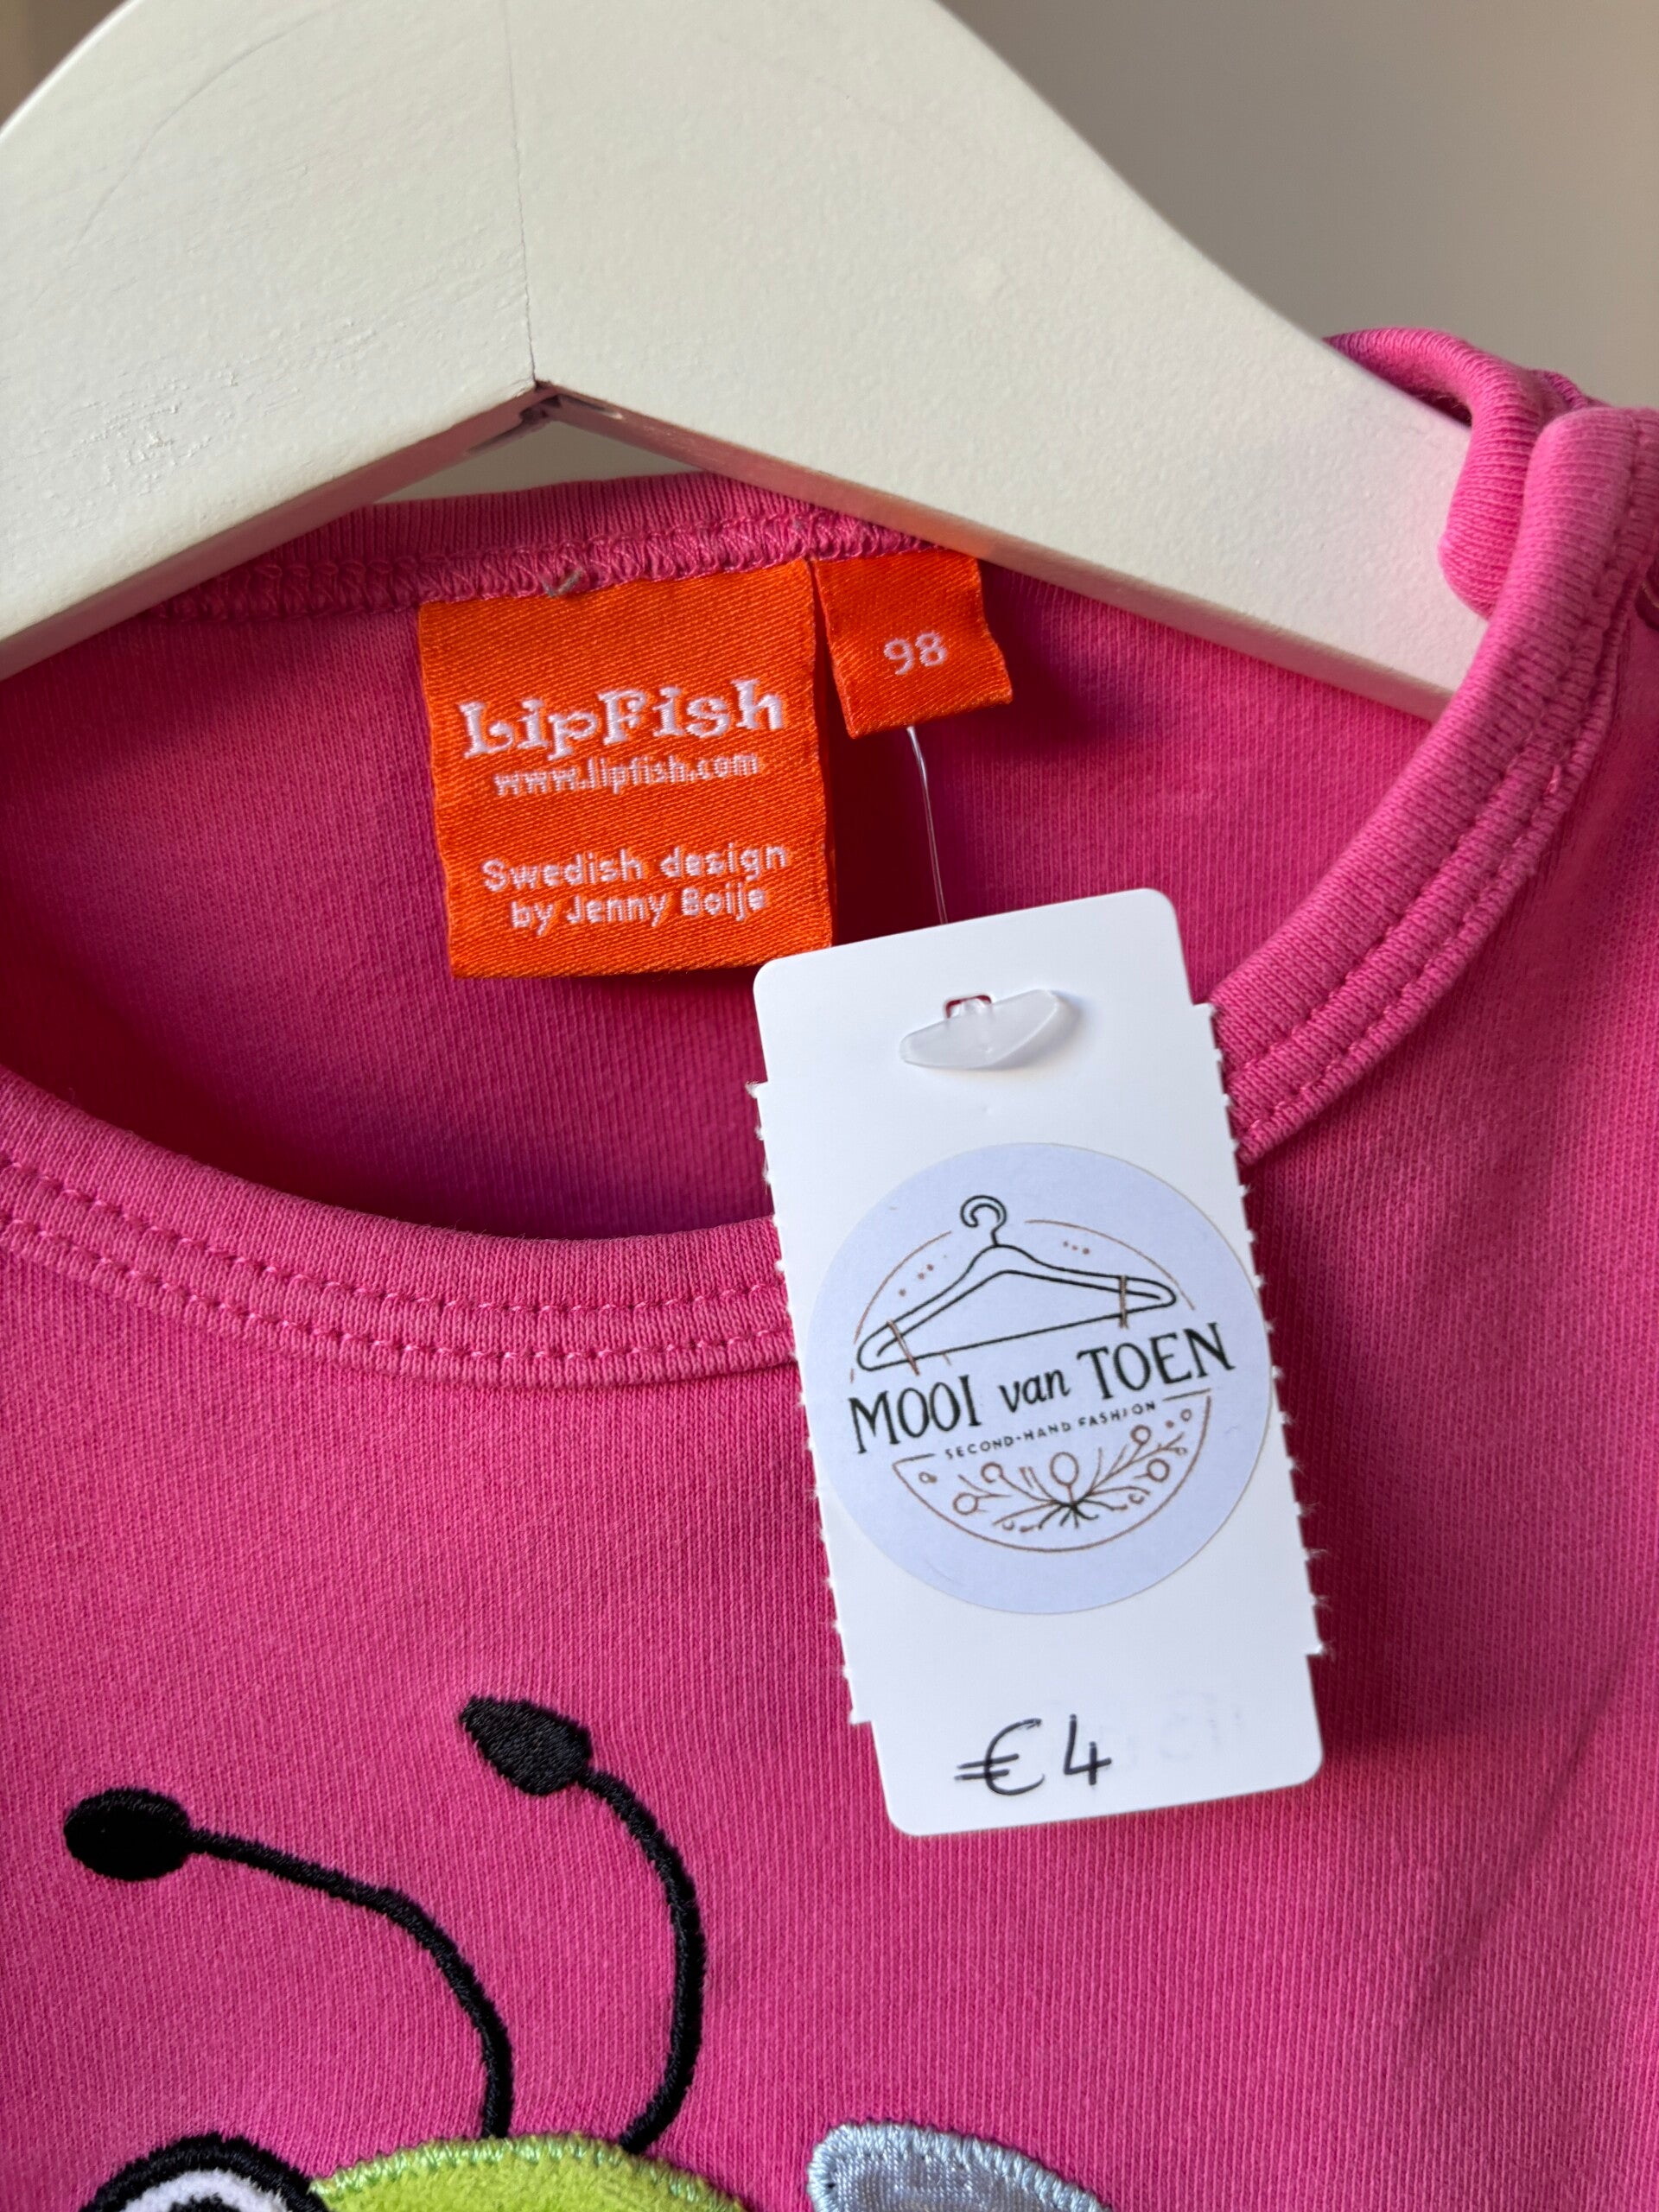 LipFish
www.lipfish.com
Swedish design
by Jenny Boije
98
MOOI van TOEN
SECOND-HAND FASHION
€4